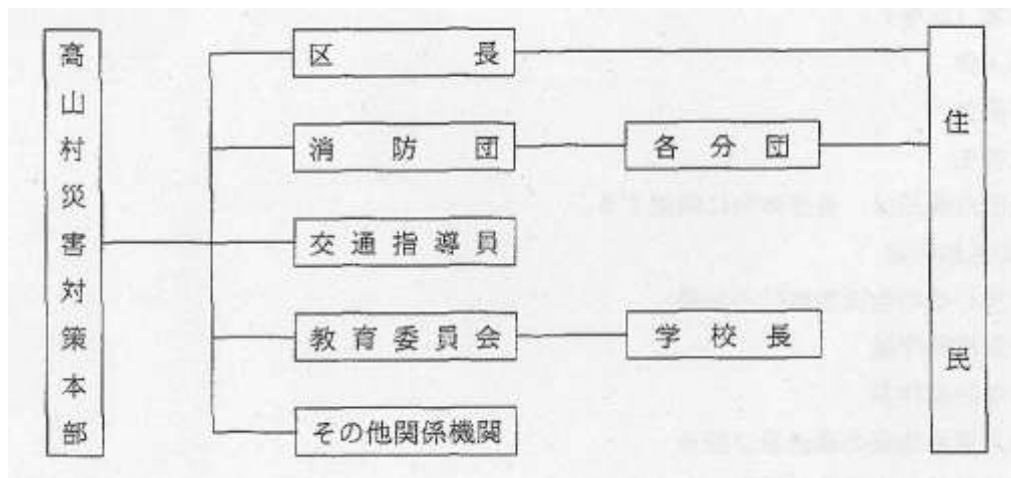 高山村災害対策本部
区長
消防団
各分団
交通指導員
教育委員会
学校長
その他関係機関
住民